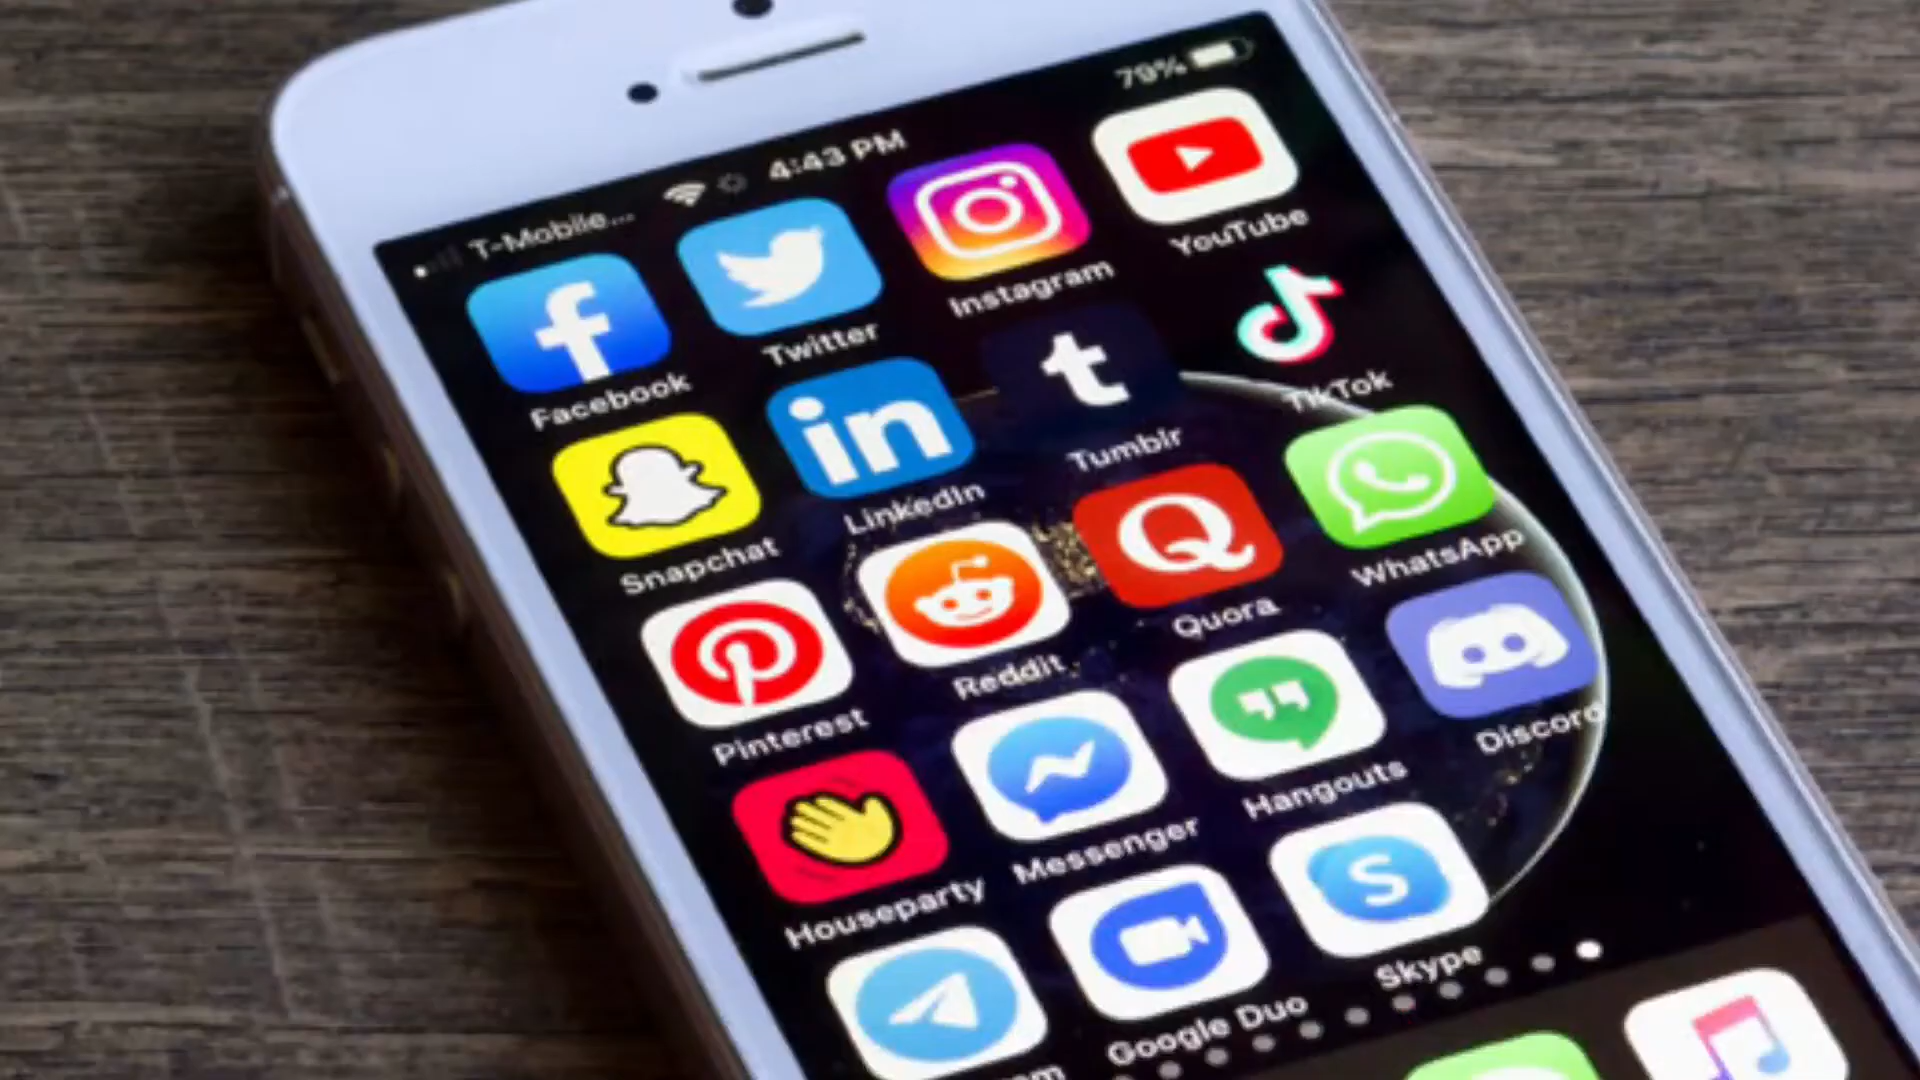 T-Mobile... 4:43 PM 79%
Facebook Twitter Instagram YouTube
Snapchat LinkedIn Tumblr TikTok
Pinterest Reddit Quora WhatsApp
Houseparty Messenger Hangouts Discord
Google Duo Skype